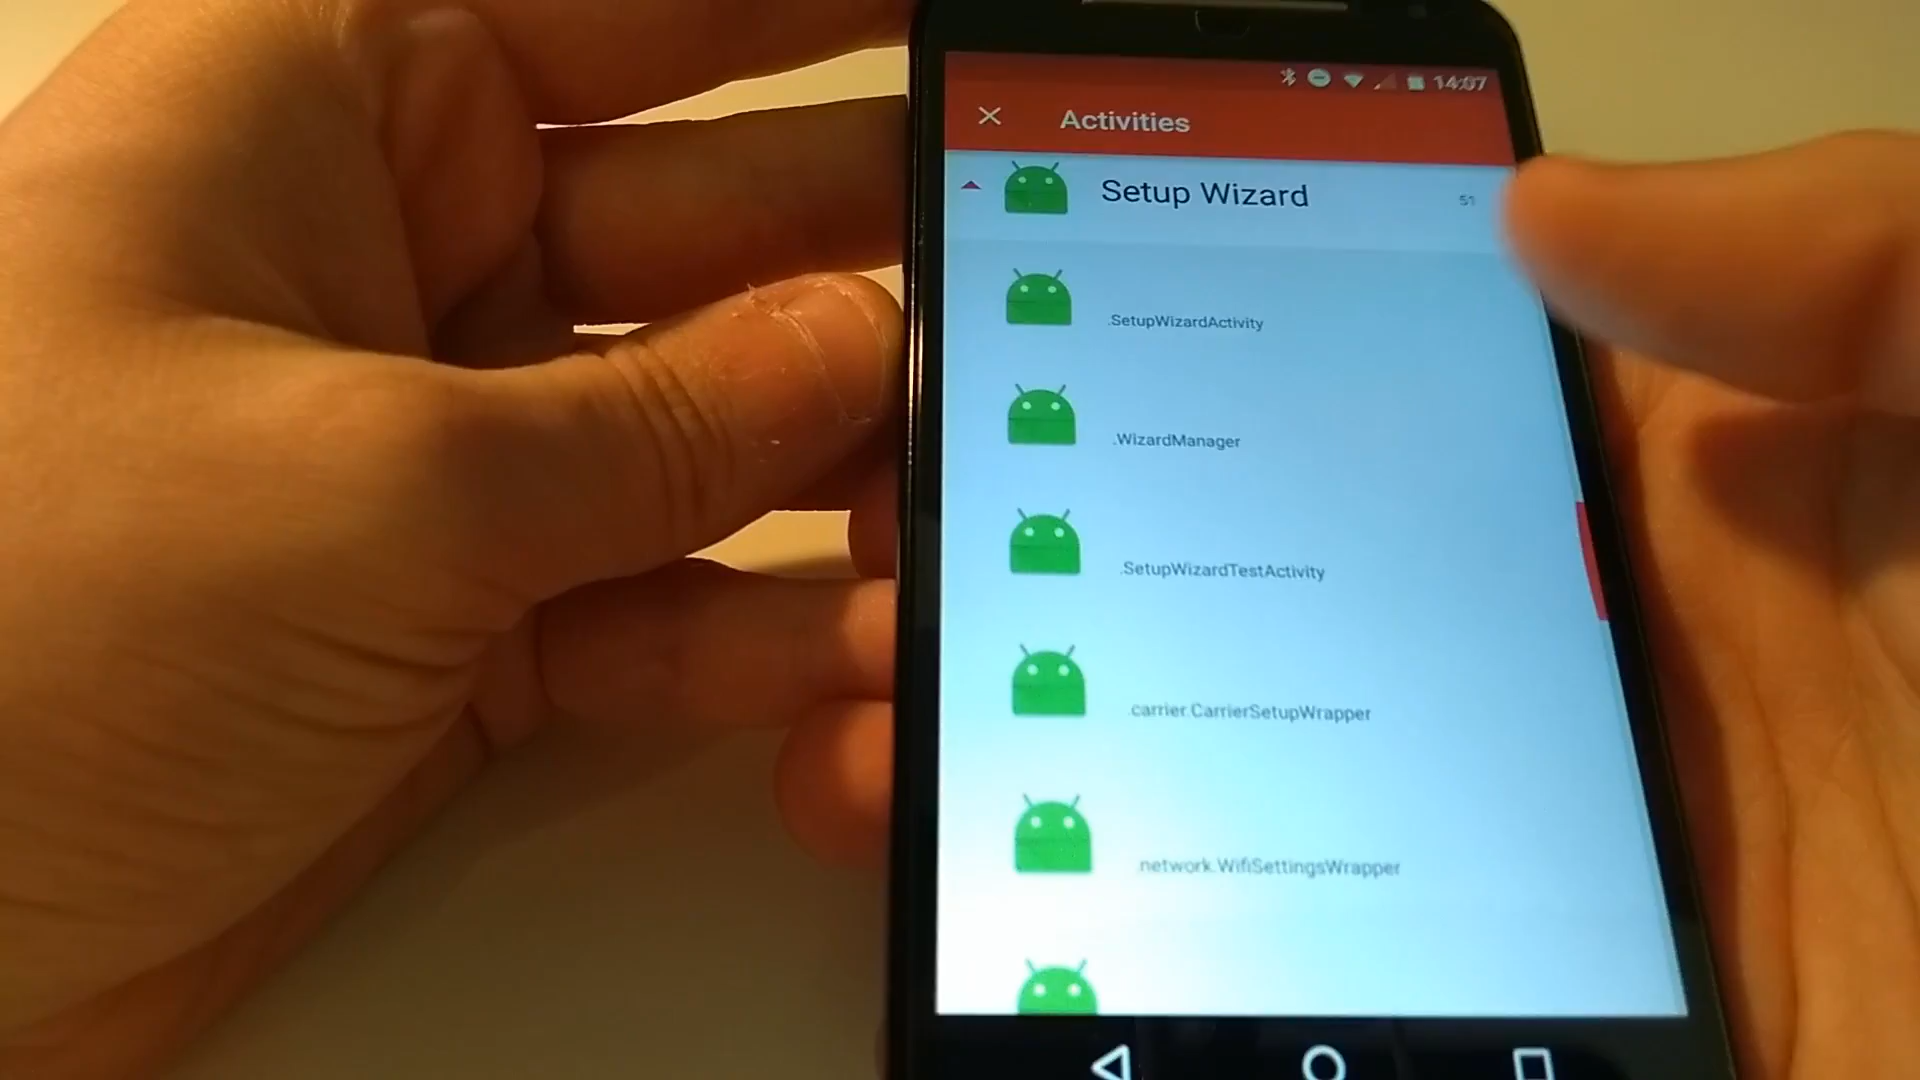 14:07
Activities
Setup Wizard
51
.SetupWizardActivity
.WizardManager
.SetupWizardTestActivity
.carrier.CarrierSetupWrapper
.network.WifiSettingsWrapper